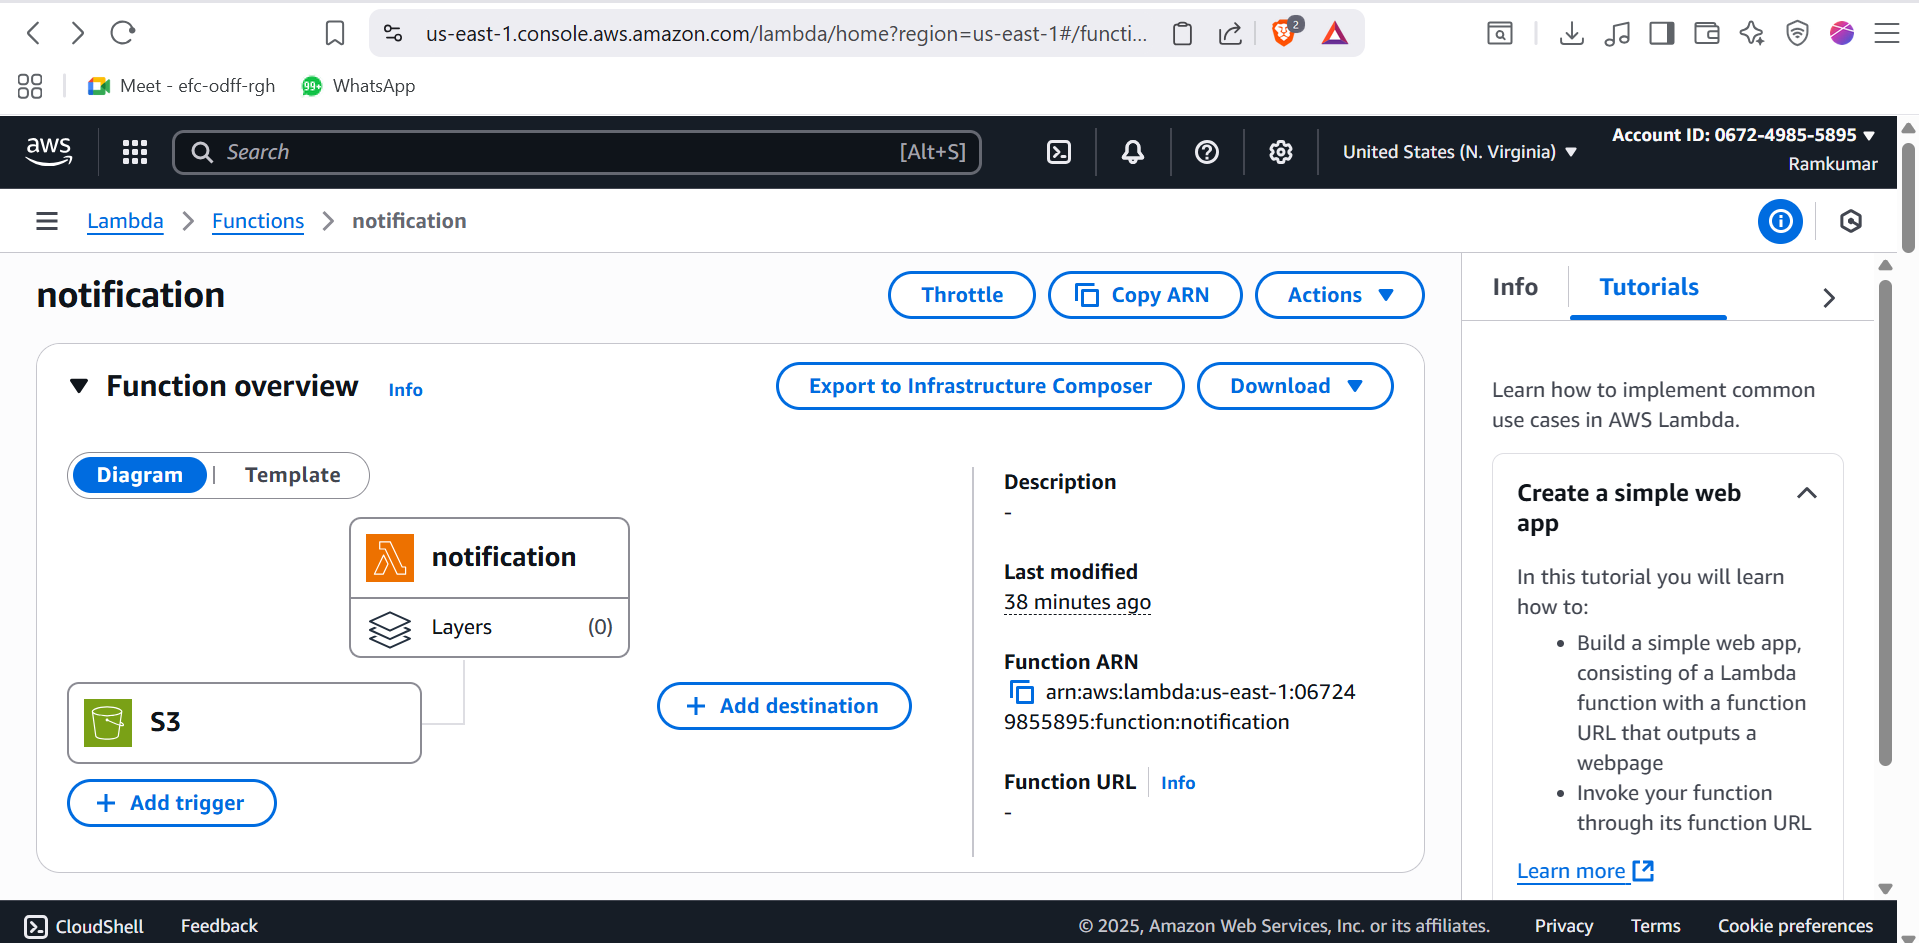 us-east-1.console.aws.amazon.com/lambda/home?region=us-east-1#/functi...
2
Meet - efc-odff-rgh
99+
WhatsApp
aws
Search
[Alt+S]
United States (N. Virginia)
Account ID: 0672-4985-5895
Ramkumar
Lambda
Functions
notification
notification
Throttle
Copy ARN
Actions
Function overview
Info
Export to Infrastructure Composer
Download
Diagram
Template
notification
Layers
(0)
S3
Add trigger
Add destination
Description
-
Last modified
38 minutes ago
Function ARN
arn:aws:lambda:us-east-1:06724
9855895:function:notification
Function URL
Info
-
Info
Tutorials
Learn how to implement common
use cases in AWS Lambda.
Create a simple web
app
In this tutorial you will learn
how to:
• Build a simple web app,
consisting of a Lambda
function with a function
URL that outputs a
webpage
• Invoke your function
through its function URL
Learn more
CloudShell
Feedback
© 2025, Amazon Web Services, Inc. or its affiliates.
Privacy
Terms
Cookie preferences